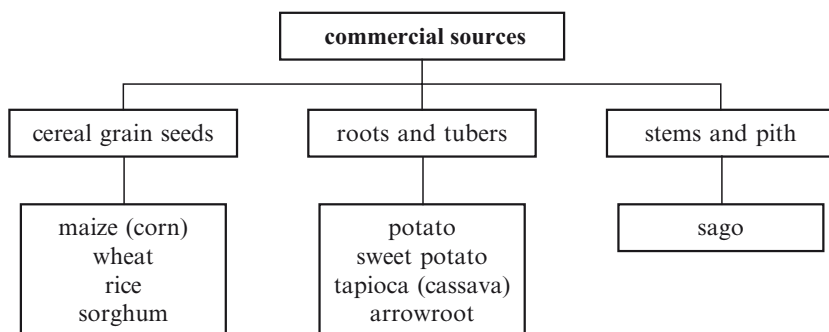 commercial sources
cereal grain seeds
roots and tubers
stems and pith
maize (corn)
wheat
rice
sorghum
potato
sweet potato
tapioca (cassava)
arrowroot
sago